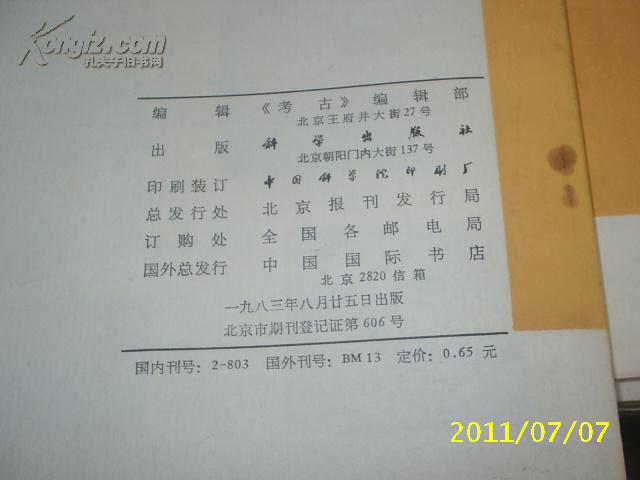 Kongfz.com
孔夫子旧书网
编 辑 《考 古》 编 辑 部
北京王府井大街27号
出 版 科 学 出 版 社
北京朝阳门内大街137号
印刷装订 中国科学院印刷厂
总发行处 北京报刊发行局
订购处 全国各邮电局
国外总发行 中国国际书店
北京2820信箱
一九八三年八月廿五日出版
北京市期刊登记证第606号
国内刊号：2-803 国外刊号：BM13 定价：0.65元
2011/07/07